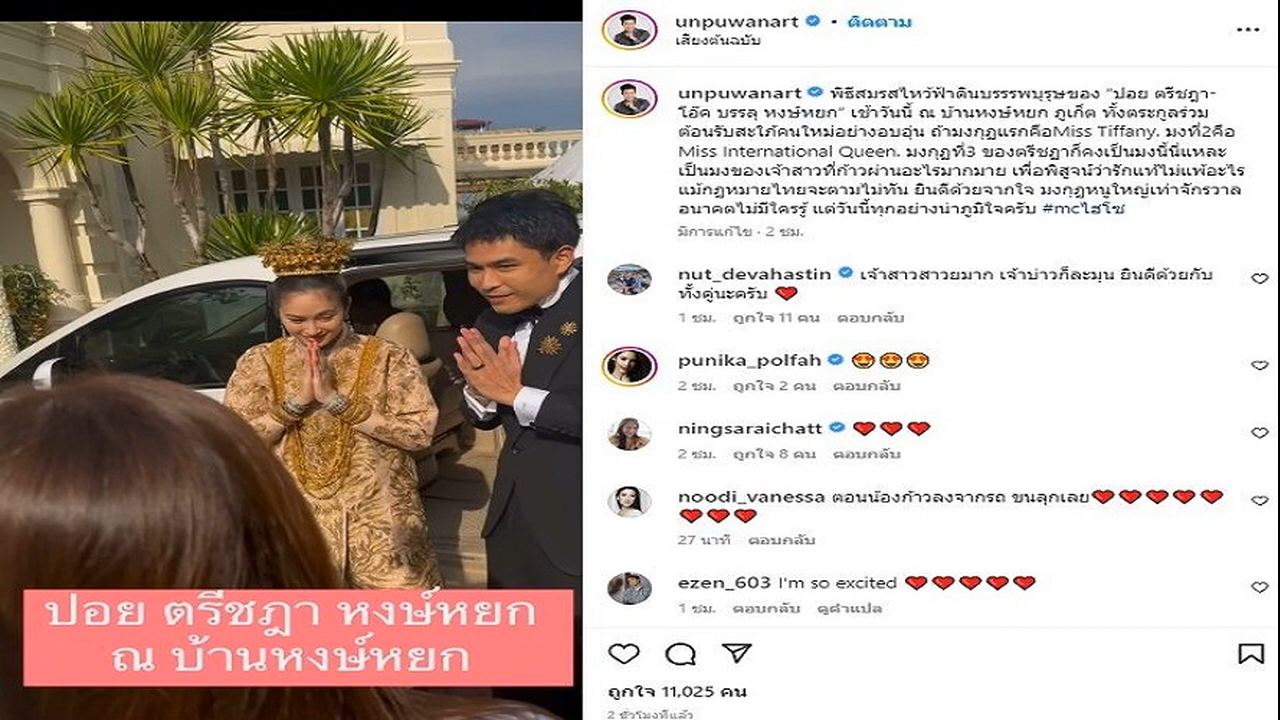 unpuwanart • ติดตาม
เสียงต้นฉบับ
unpuwanart พิธีสมรสไหว้ฟ้าดินบรรรพบุรุษของ “ปอย ตรีชฎา-
โอ๊ค บรรลุ หงษ์หยก” เช้าวันนี้ ณ บ้านหงษ์หยก ภูเก็ต ทั้งตระกูลร่วม
ต้อนรับสะใภ้คนใหม่อย่างอบอุ่น ถ้ามงกุฎแรกคือMiss Tiffany. มงที่2คือ
Miss International Queen. มงกุฎที่3 ของตรีชฎาก็คงเป็นมงนี้นี่แหละ
เป็นมงของเจ้าสาวที่ก้าวผ่านอะไรมากมาย เพื่อพิสูจน์ว่ารักแท้ไม่แพ้อะไร
แม้กฎหมายไทยจะตามไม่ทัน ยินดีด้วยจากใจ มงกุฎหนูใหญ่เท่าจักรวาล
อนาคตไม่มีใครรู้ แต่วันนี้ทุกอย่างน่าภูมิใจครับ #mcไฮโซ
มีการแก้ไข · 2 ชม.
nut_devahastin เจ้าสาวสาวยมาก เจ้าบ่าวก็ละมุน ยินดีด้วยกับ
ทั้งคู่นะครับ ❤️
1 ชม. ถูกใจ 11 คน ตอบกลับ
punika_polfah 🤩🤩🤩
2 ชม. ถูกใจ 2 คน ตอบกลับ
ningsaraichatt ❤️❤️❤️
2 ชม. ถูกใจ 8 คน ตอบกลับ
noodi_vanessa ตอนน้องก้าวลงจากรถ ขนลุกเลย❤️❤️❤️❤️❤️
❤️❤️❤️
27 นาที ตอบกลับ
ezen_603 I'm so excited ❤️❤️❤️❤️❤️
1 ชม. ตอบกลับ ดูคำแปล
ถูกใจ 11,025 คน
2 ชั่วโมงที่แล้ว
ปอย ตรีชฎา หงษ์หยก
ณ บ้านหงษ์หยก